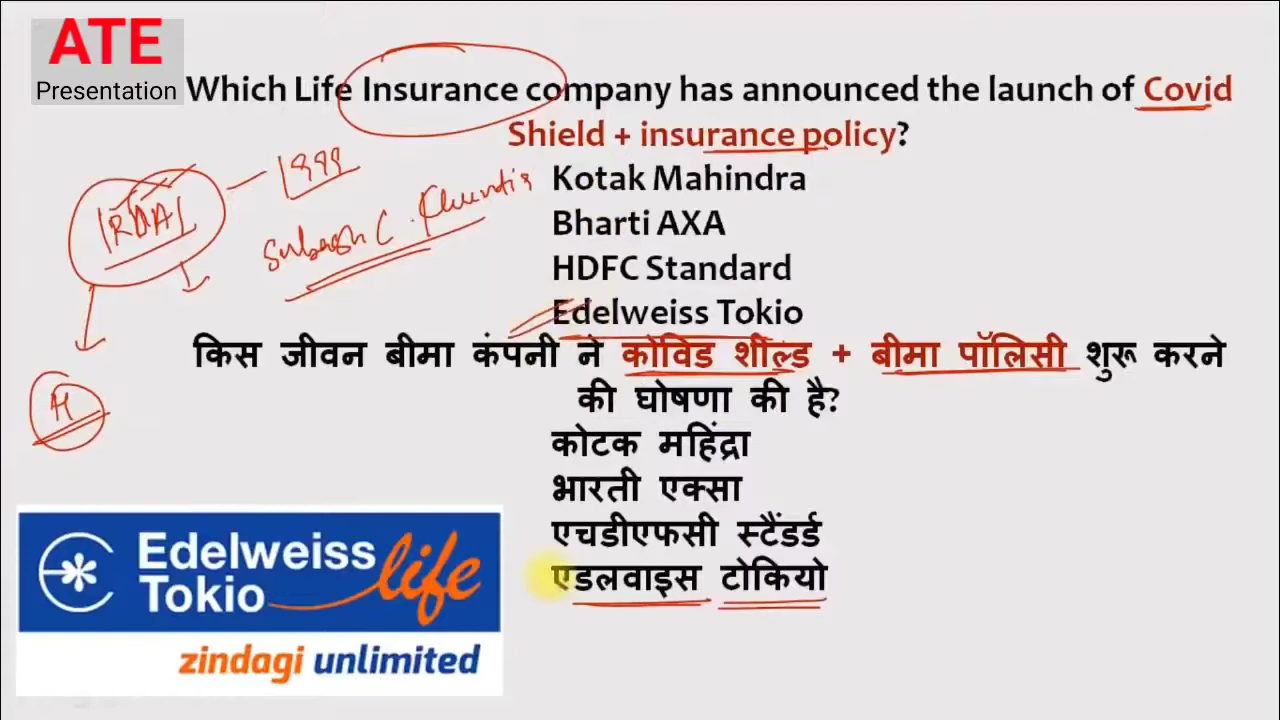 ATE
Presentation
Which Life Insurance company has announced the launch of Covid
Shield + insurance policy?
1999
IRDAI
Subash C. Khuntia
Kotak Mahindra
Bharti AXA
HDFC Standard
Edelweiss Tokio
किस जीवन बीमा कंपनी ने कोविड शील्ड + बीमा पॉलिसी शुरू करने
की घोषणा की है?
H
कोटक महिंद्रा
भारती एक्सा
एचडीएफसी स्टैंडर्ड
एडलवाइस टोकियो
Edelweiss
Tokio life
zindagi unlimited